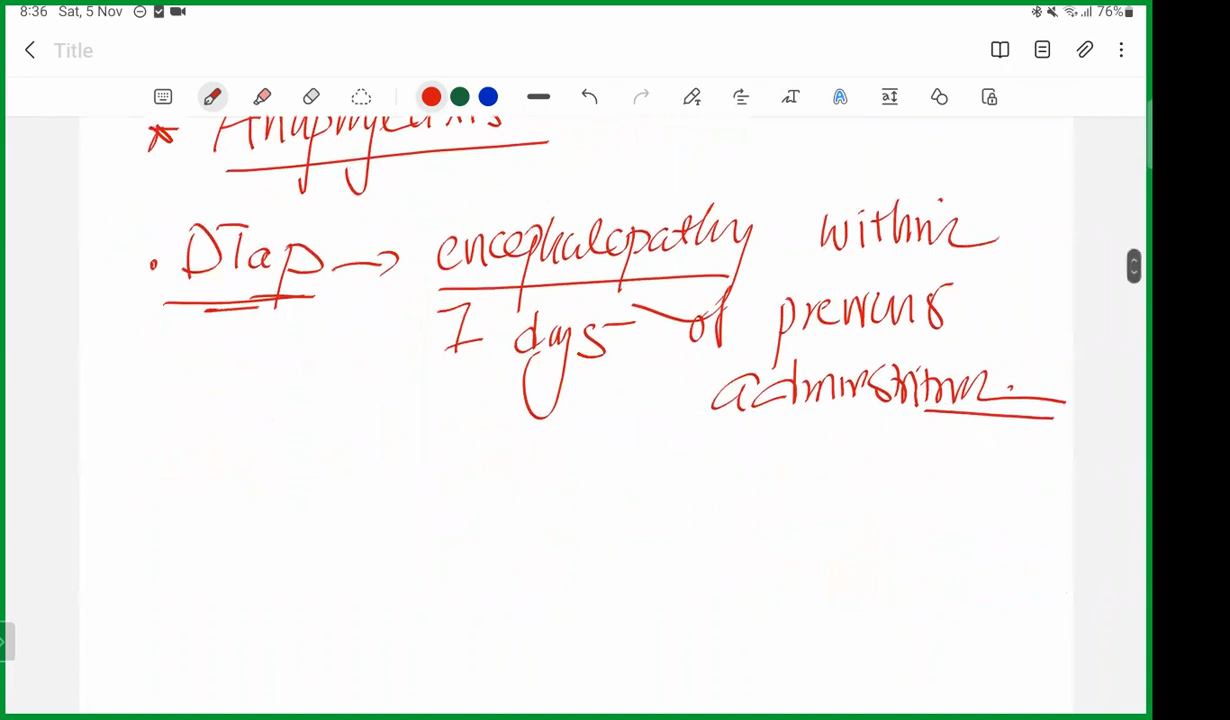 8:36 Sat, 5 Nov 76%
Title
Anaphylaxis
. DTap → encephalopathy within
7 days of previous
administration.